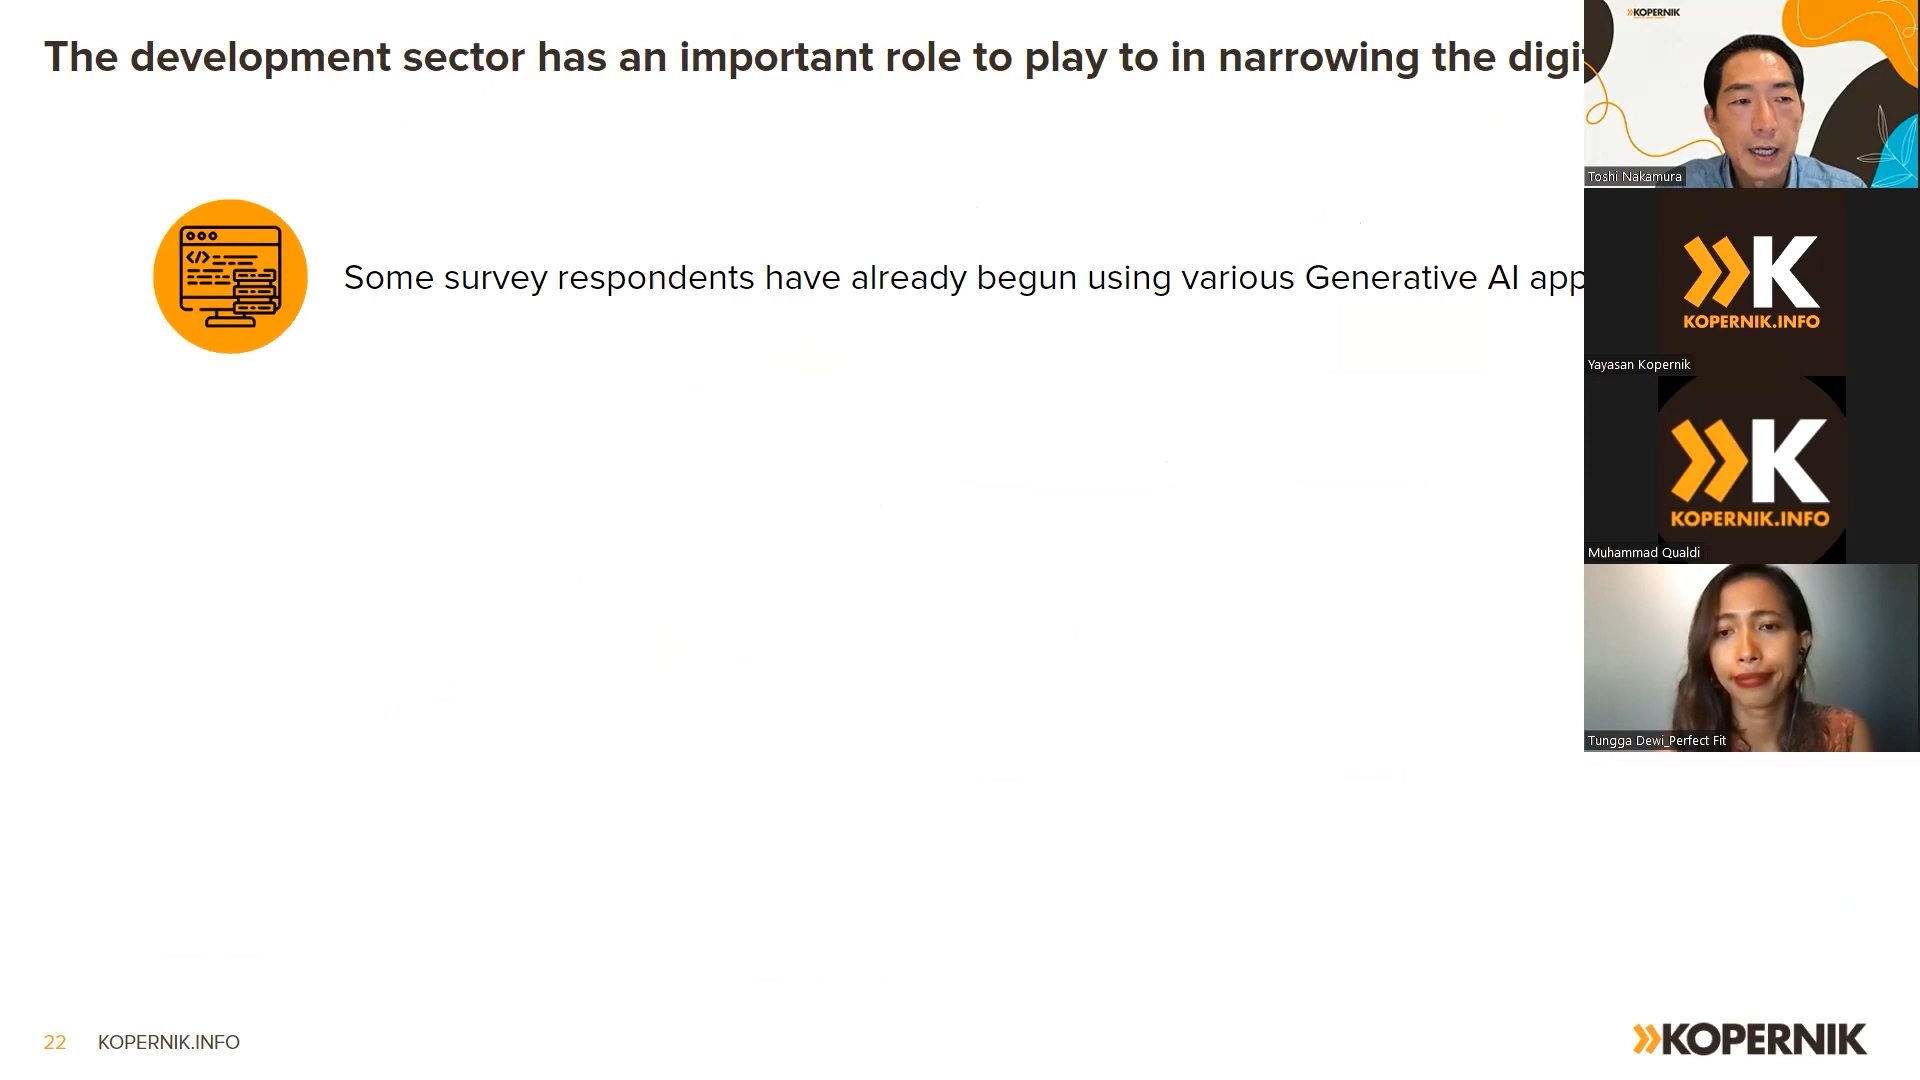 The development sector has an important role to play to in narrowing the digi
Some survey respondents have already begun using various Generative AI app
22 KOPERNIK.INFO
KOPERNIK
KOPERNIK
Toshi Nakamura
K
KOPERNIK.INFO
Yayasan Kopernik
K
KOPERNIK.INFO
Muhammad Qualdi
Tungga Dewi_Perfect Fit